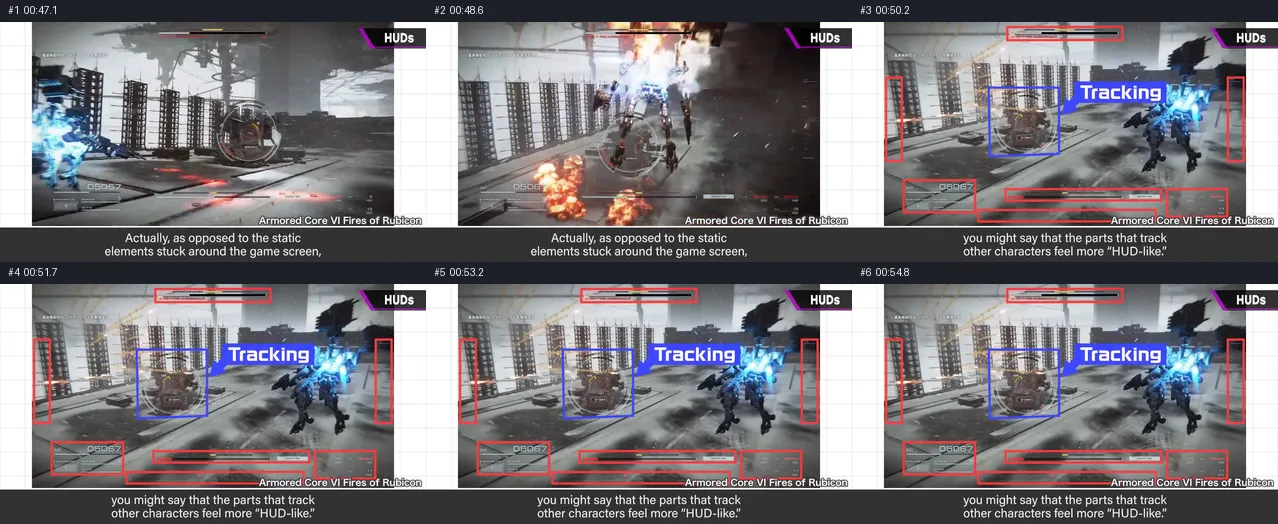 #1 00:47.1
HUDs
05067
Armored Core VI Fires of Rubicon
Actually, as opposed to the static
elements stuck around the game screen,
#2 00:48.6
HUDs
Armored Core VI Fires of Rubicon
Actually, as opposed to the static
elements stuck around the game screen,
#3 00:50.2
HUDs
Tracking
05067
Armored Core VI Fires of Rubicon
you might say that the parts that track
other characters feel more “HUD-like.”
#4 00:51.7
HUDs
Tracking
05067
Armored Core VI Fires of Rubicon
you might say that the parts that track
other characters feel more “HUD-like.”
#5 00:53.2
HUDs
Tracking
05067
Armored Core VI Fires of Rubicon
you might say that the parts that track
other characters feel more “HUD-like.”
#6 00:54.8
HUDs
Tracking
05067
Armored Core VI Fires of Rubicon
you might say that the parts that track
other characters feel more “HUD-like.”